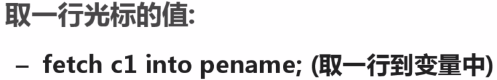 取一行光标的值:
– fetch c1 into pename; (取一行到变量中)